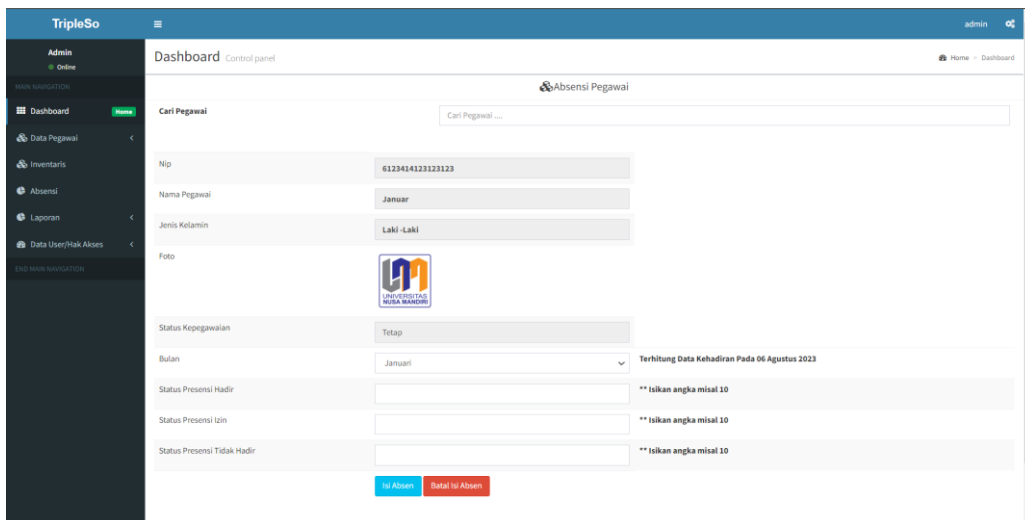 TripleSo
admin
Admin
Online
Dashboard Control panel
Home > Dashboard
MAIN NAVIGATION
Absensi Pegawai
Dashboard Home
Cari Pegawai Cari Pegawai ....
Data Pegawai
Inventaris
Absensi
Laporan
Data User/Hak Akses
END MAIN NAVIGATION
Nip 6123414123123123
Nama Pegawai Januar
Jenis Kelamin Laki -Laki
Foto
UNIVERSITAS
NUSA MANDIRI
Status Kepegawaian Tetap
Bulan Januari Terhitung Data Kehadiran Pada 06 Agustus 2023
Status Presensi Hadir ** Isikan angka misal 10
Status Presensi Izin ** Isikan angka misal 10
Status Presensi Tidak Hadir ** Isikan angka misal 10
Isi Absen Batal Isi Absen